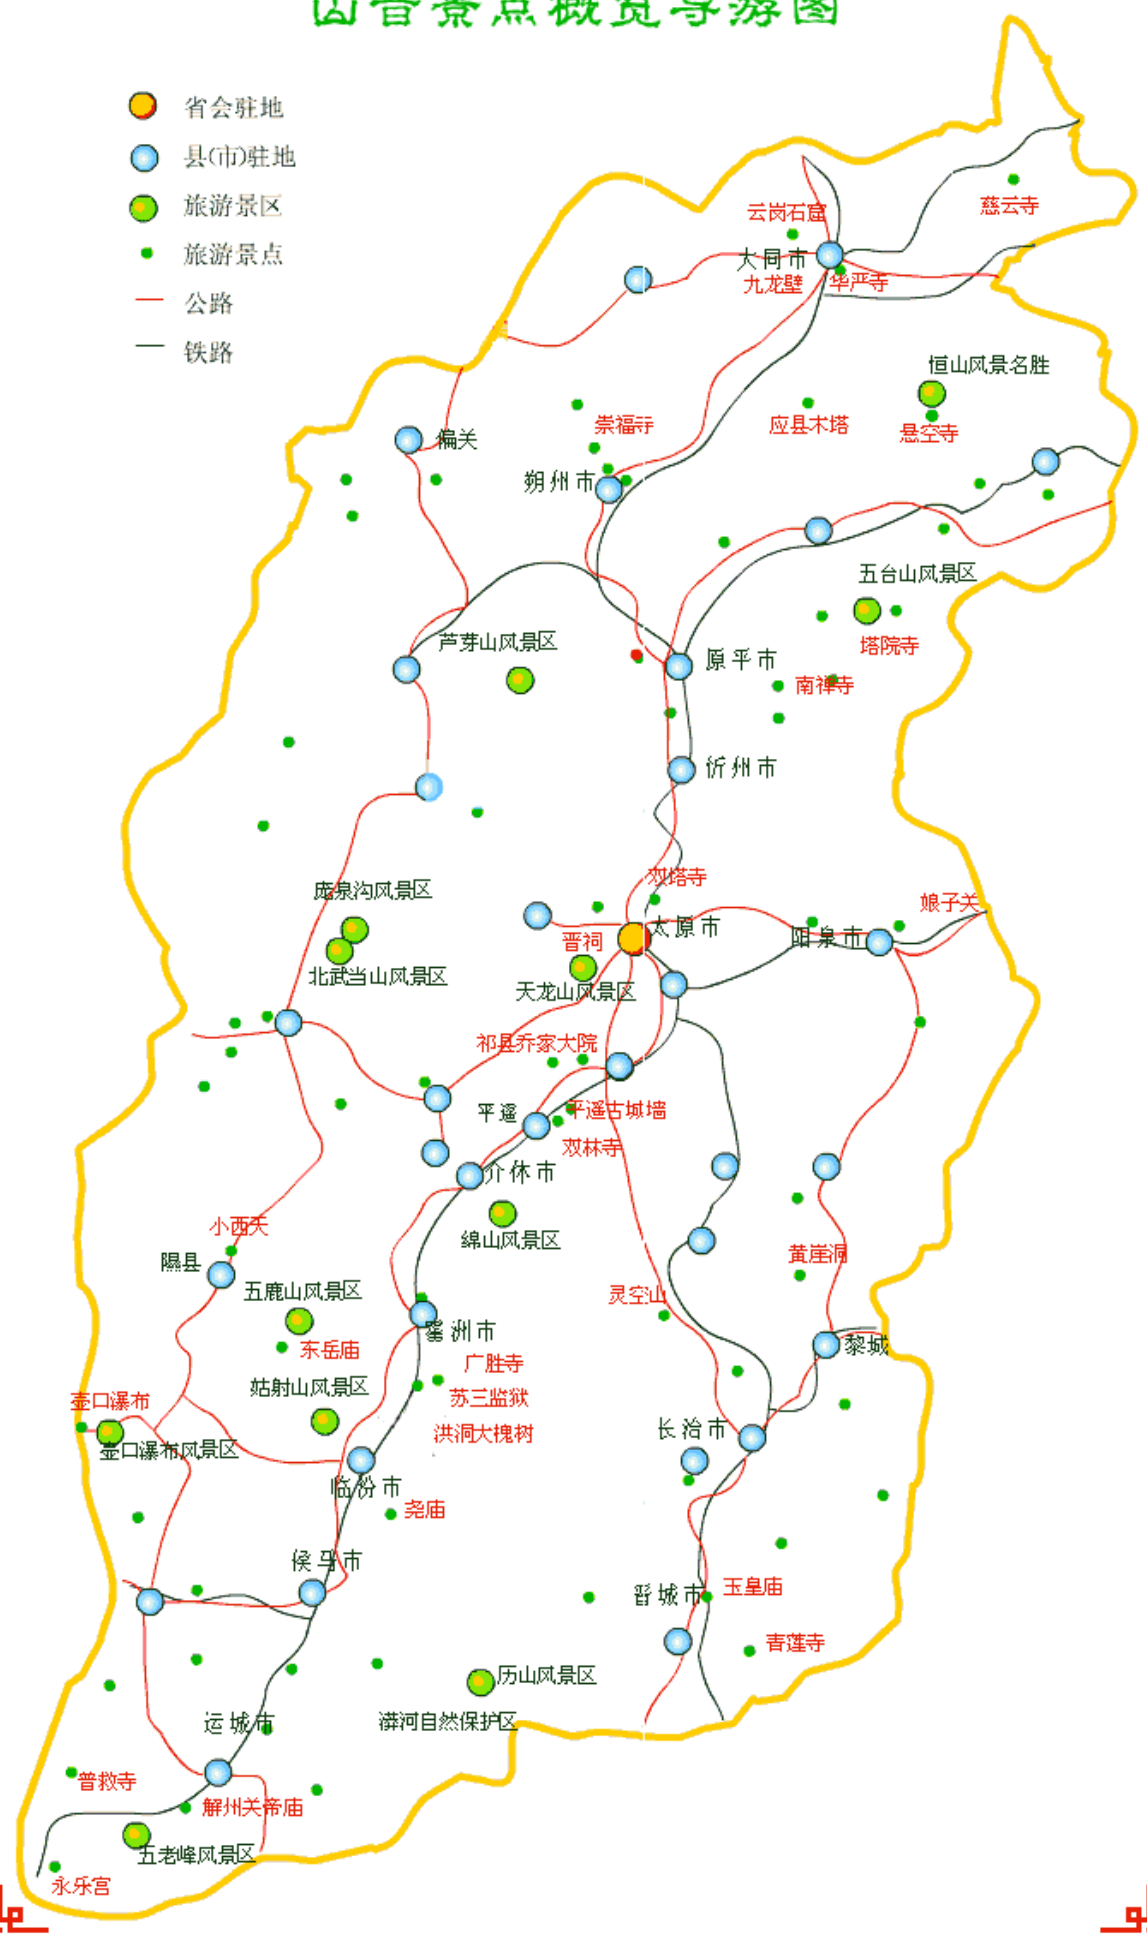 景点概览导游图
省会驻地
县(市)驻地
旅游景区
旅游景点
公路
铁路
慈云寺
云岗石窟
大同市
九龙壁
华严寺
恒山风景名胜
悬空寺
应县木塔
崇福寺
偏关
朔州市
五台山风景区
塔院寺
芦芽山风景区
原平市
南禅寺
忻州市
双塔寺
庞泉沟风景区
娘子关
太原市
阳泉市
晋祠
北武当山风景区
天龙山风景区
祁县乔家大院
平遥
平遥古城墙
双林寺
介休市
小西天
绵山风景区
黄崖洞
隰县
五鹿山风景区
灵空山
霍洲市
东岳庙
黎城
广胜寺
姑射山风景区
苏三监狱
壶口瀑布
洪洞大槐树
长治市
壶口瀑布风景区
临汾市
尧庙
侯马市
晋城市
玉皇庙
青莲寺
历山风景区
运城市
漭河自然保护区
普救寺
解州关帝庙
五老峰风景区
永乐宫